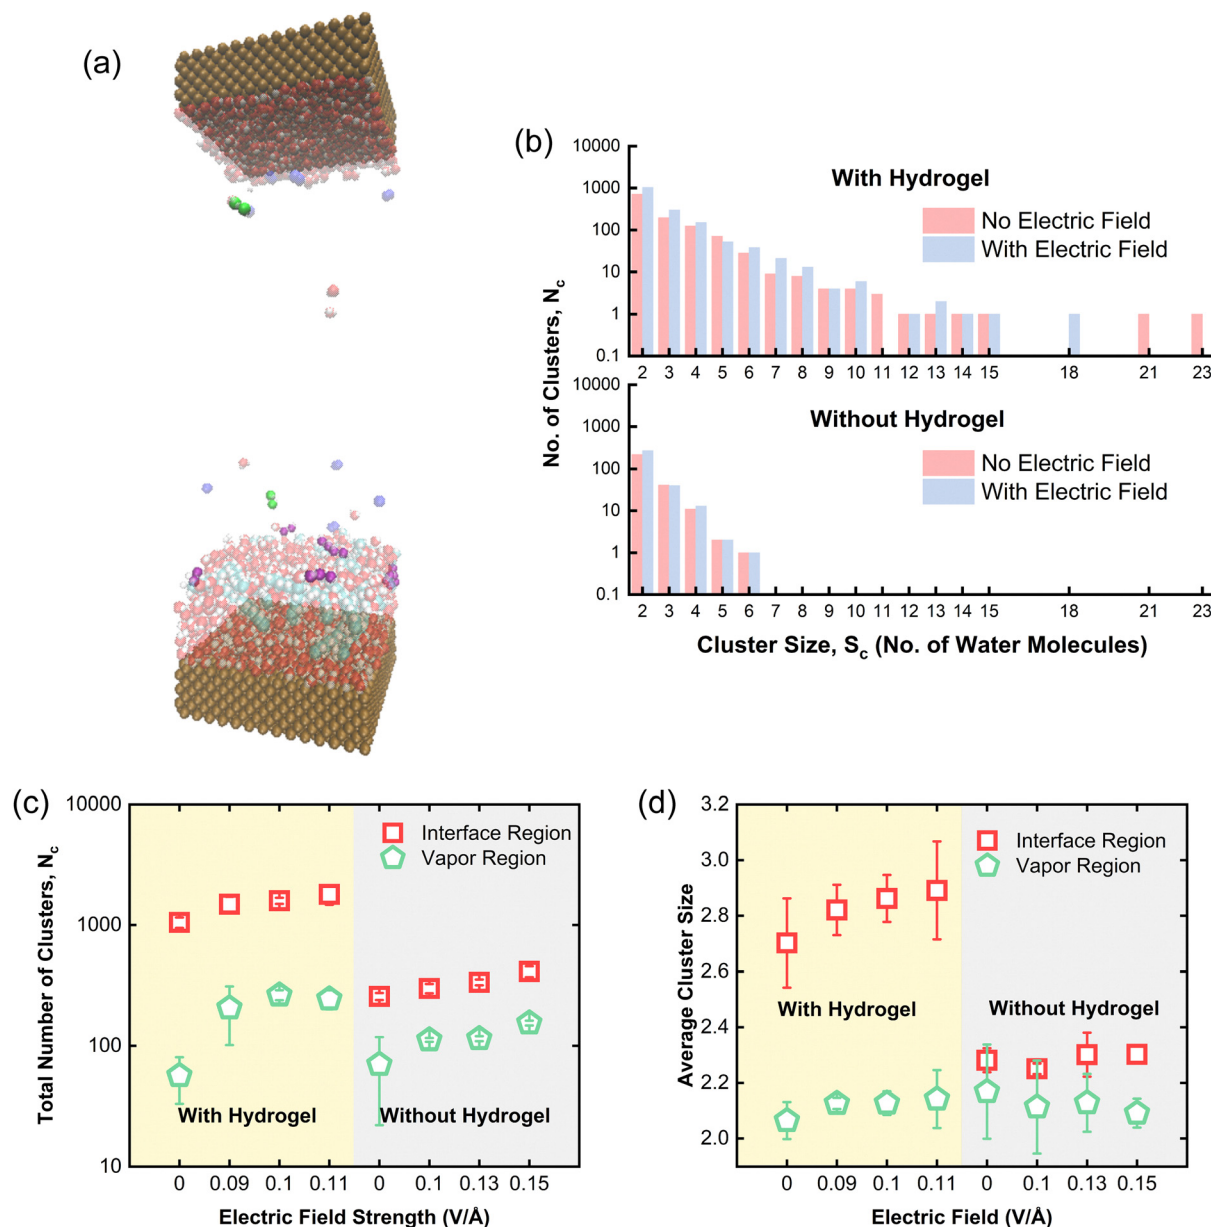 (a)
(b)
10000
1000
100
10
1
0.1
With Hydrogel
No Electric Field
With Electric Field
2 3 4 5 6 7 8 9 10 11 12 13 14 15 18 21 23
No. of Clusters, N_c
10000
1000
100
10
1
0.1
Without Hydrogel
No Electric Field
With Electric Field
2 3 4 5 6 7 8 9 10 11 12 13 14 15 18 21 23
Cluster Size, S_c (No. of Water Molecules)
(c)
Total Number of Clusters, N_c
10000
1000
100
10
Interface Region
Vapor Region
With Hydrogel
Without Hydrogel
0 0.09 0.1 0.11 0 0.1 0.13 0.15
Electric Field Strength (V/Å)
(d)
Average Cluster Size
3.2
3.0
2.8
2.6
2.4
2.2
2.0
Interface Region
Vapor Region
With Hydrogel
Without Hydrogel
0 0.09 0.1 0.11 0 0.1 0.13 0.15
Electric Field (V/Å)